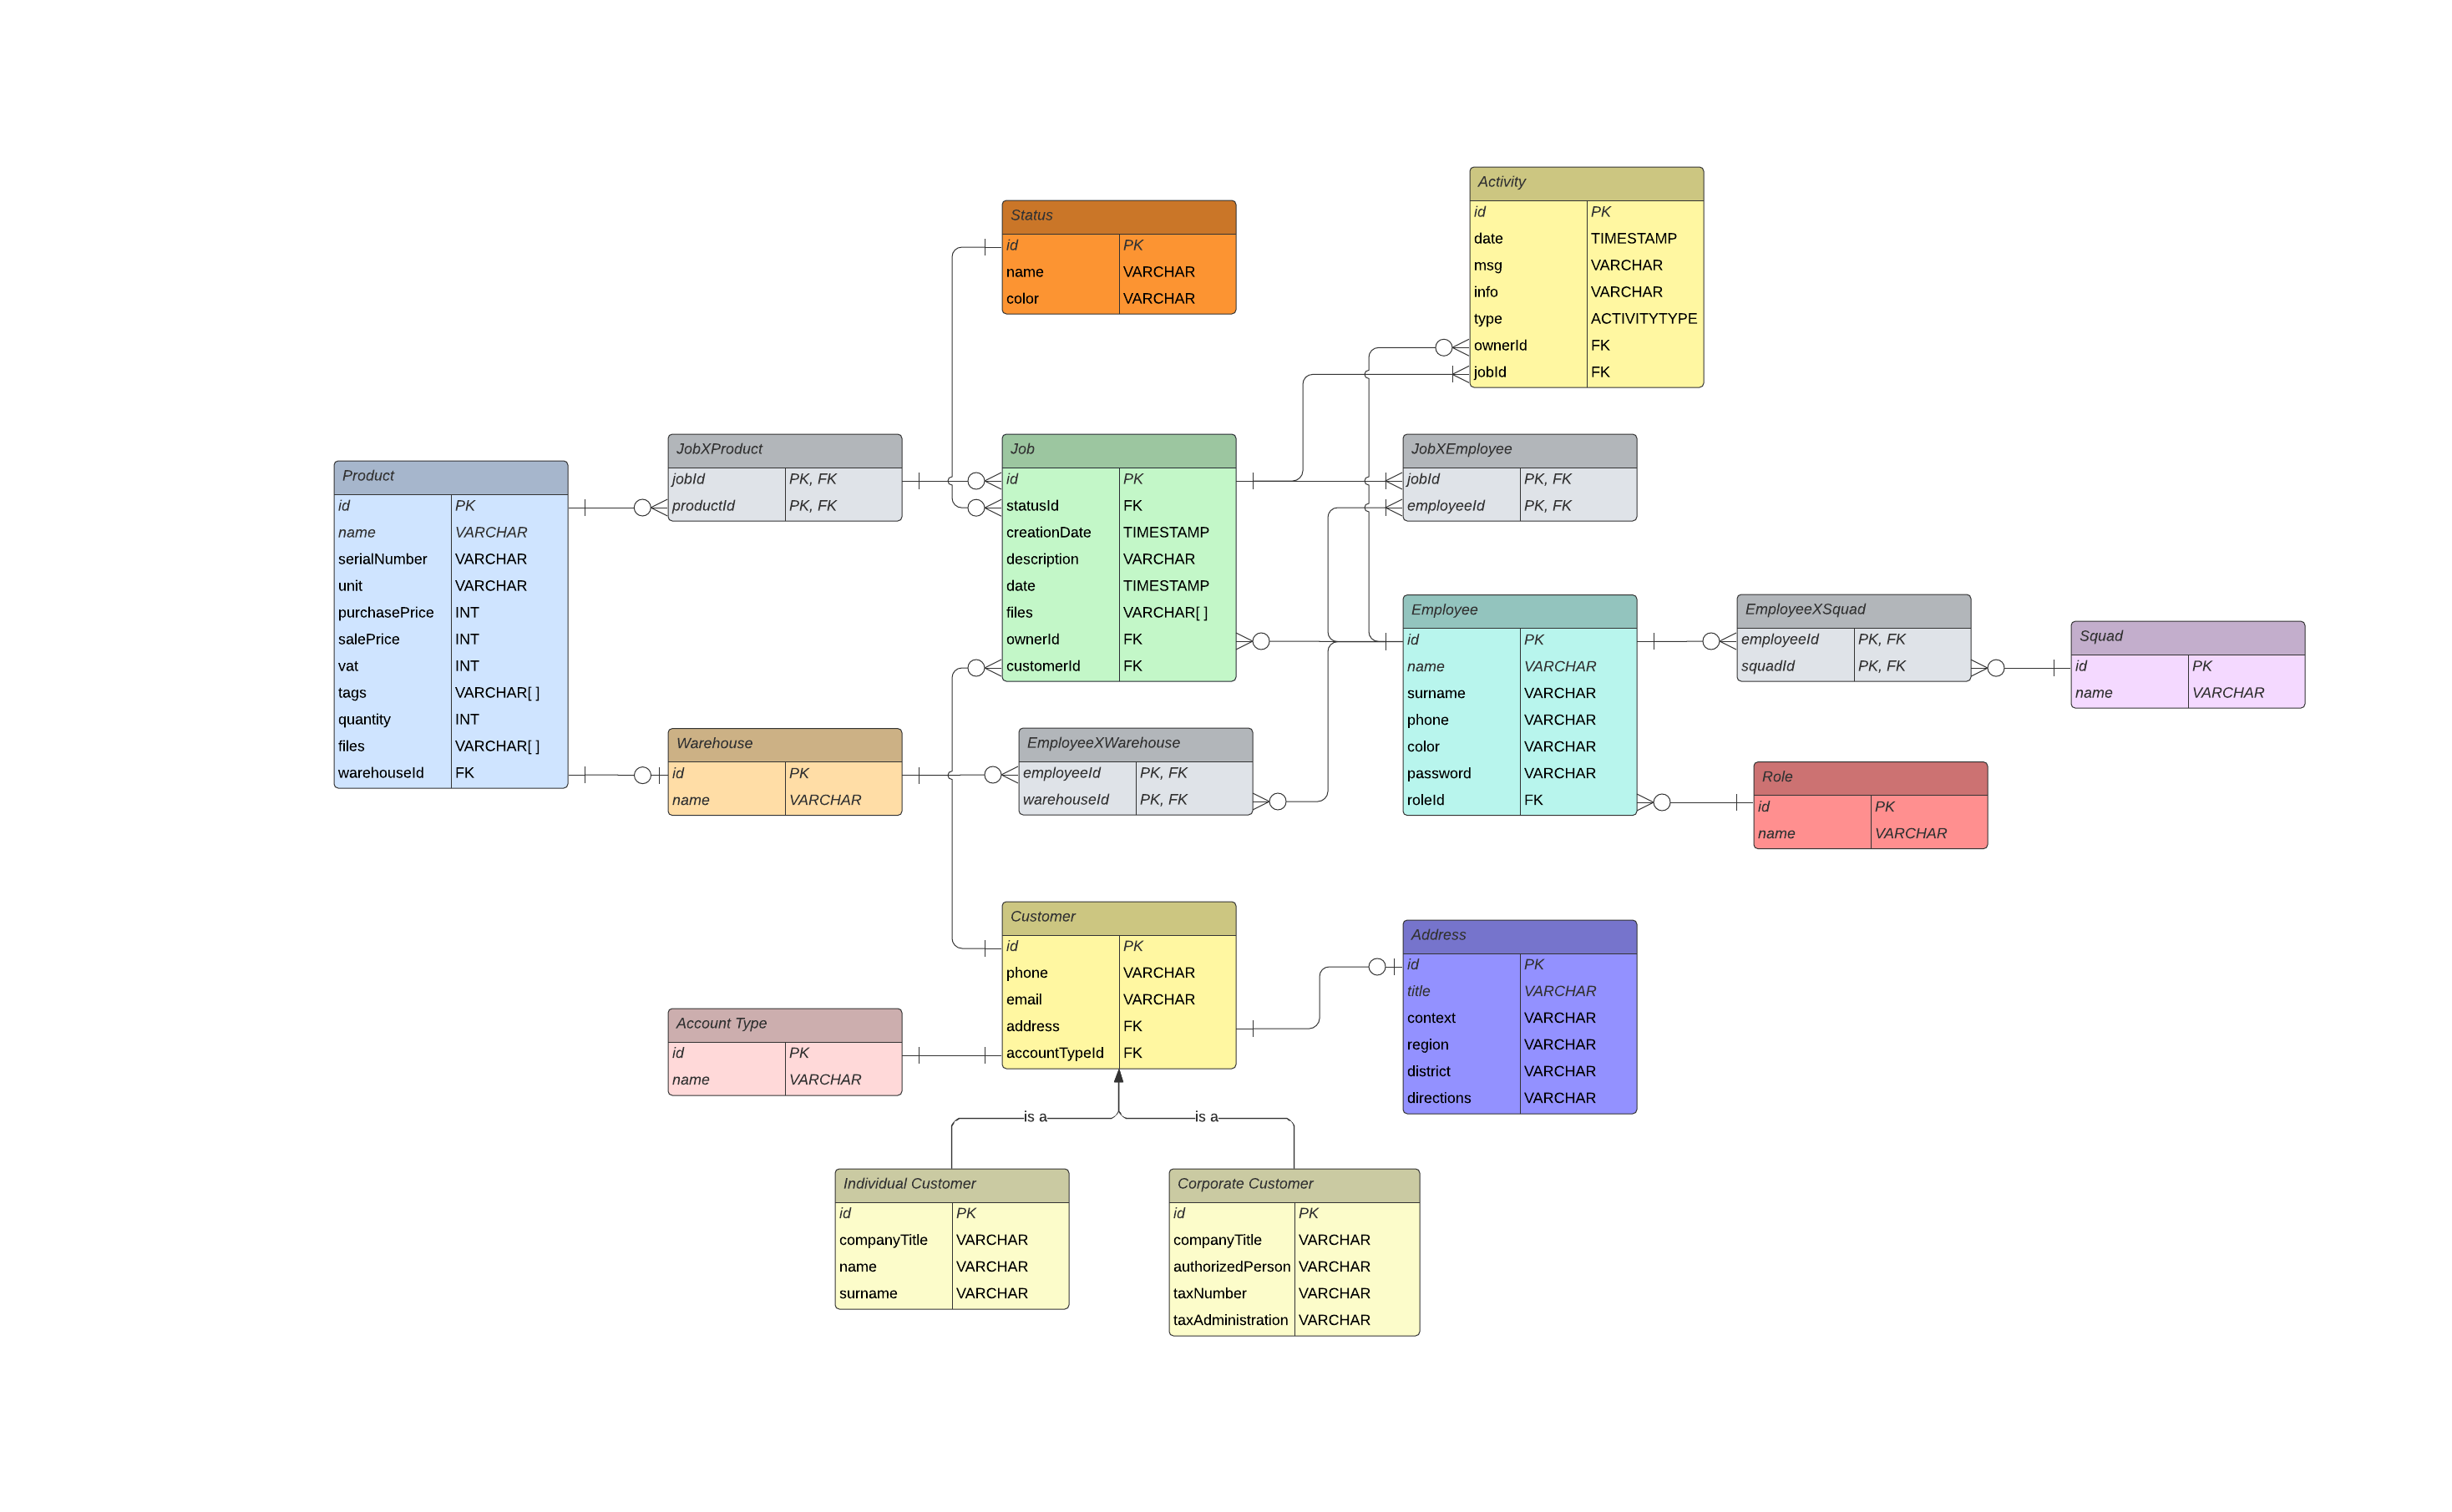 Activity
id PK
date TIMESTAMP
msg VARCHAR
info VARCHAR
type ACTIVITYTYPE
ownerId FK
jobId FK
Status
id PK
name VARCHAR
color VARCHAR
Product
id PK
name VARCHAR
serialNumber VARCHAR
unit VARCHAR
purchasePrice INT
salePrice INT
vat INT
tags VARCHAR[ ]
quantity INT
files VARCHAR[ ]
warehouseId FK
JobXProduct
jobId PK, FK
productId PK, FK
Job
id PK
statusId FK
creationDate TIMESTAMP
description VARCHAR
date TIMESTAMP
files VARCHAR[ ]
ownerId FK
customerId FK
JobXEmployee
jobId PK, FK
employeeId PK, FK
Employee
id PK
name VARCHAR
surname VARCHAR
phone VARCHAR
color VARCHAR
password VARCHAR
roleId FK
EmployeeXSquad
employeeId PK, FK
squadId PK, FK
Squad
id PK
name VARCHAR
Warehouse
id PK
name VARCHAR
EmployeeXWarehouse
employeeId PK, FK
warehouseId PK, FK
Role
id PK
name VARCHAR
Customer
id PK
phone VARCHAR
email VARCHAR
address FK
accountTypeId FK
Address
id PK
title VARCHAR
context VARCHAR
region VARCHAR
district VARCHAR
directions VARCHAR
Account Type
id PK
name VARCHAR
is a
is a
Individual Customer
id PK
companyTitle VARCHAR
name VARCHAR
surname VARCHAR
Corporate Customer
id PK
companyTitle VARCHAR
authorizedPerson VARCHAR
taxNumber VARCHAR
taxAdministration VARCHAR